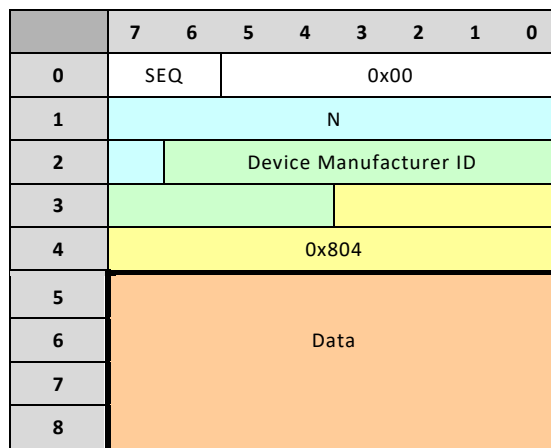 7 6 5 4 3 2 1 0
0 SEQ 0x00
1 N
2 Device Manufacturer ID
3
4 0x804
5
6 Data
7
8